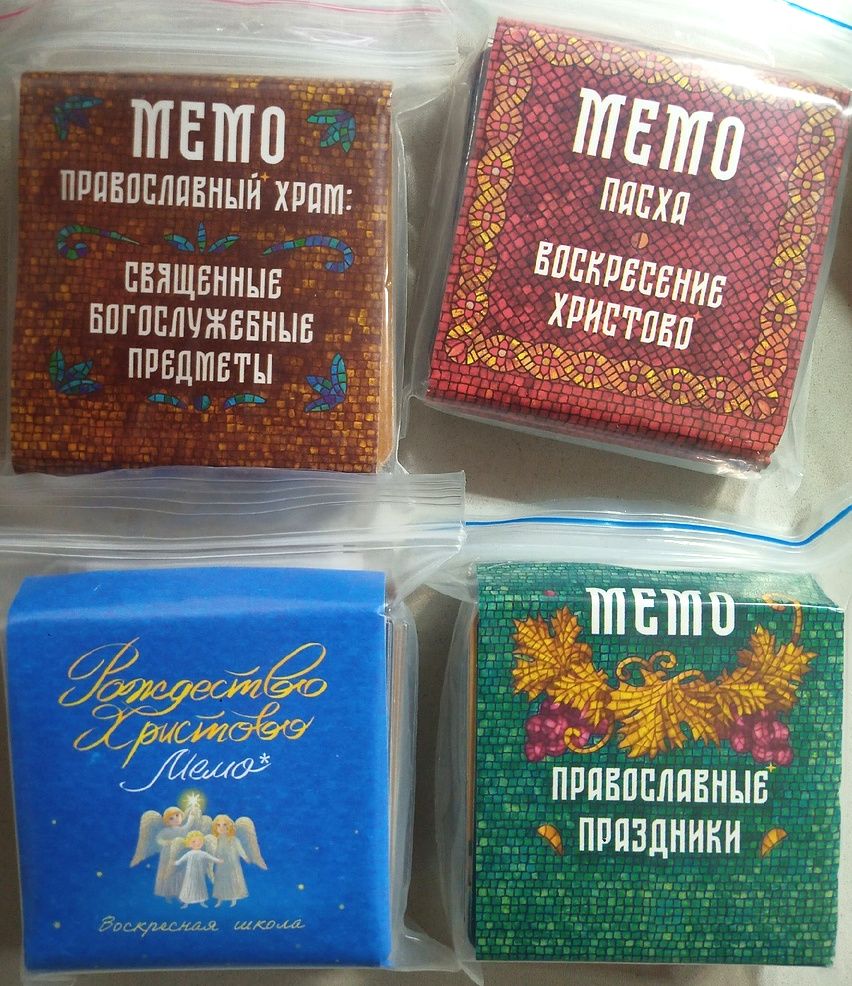 МЕМО
ПРАВОСЛАВНЫЙ ХРАМ:
СВЯЩЕННЫЕ
БОГОСЛУЖЕБНЫЕ
ПРЕДМЕТЫ
МЕМО
ПАСХА
ВОСКРЕСЕНИЕ
ХРИСТОВО
Рождество
Христово
Мемо*
Воскресная школа
МЕМО
ПРАВОСЛАВНЫЕ
ПРАЗДНИКИ